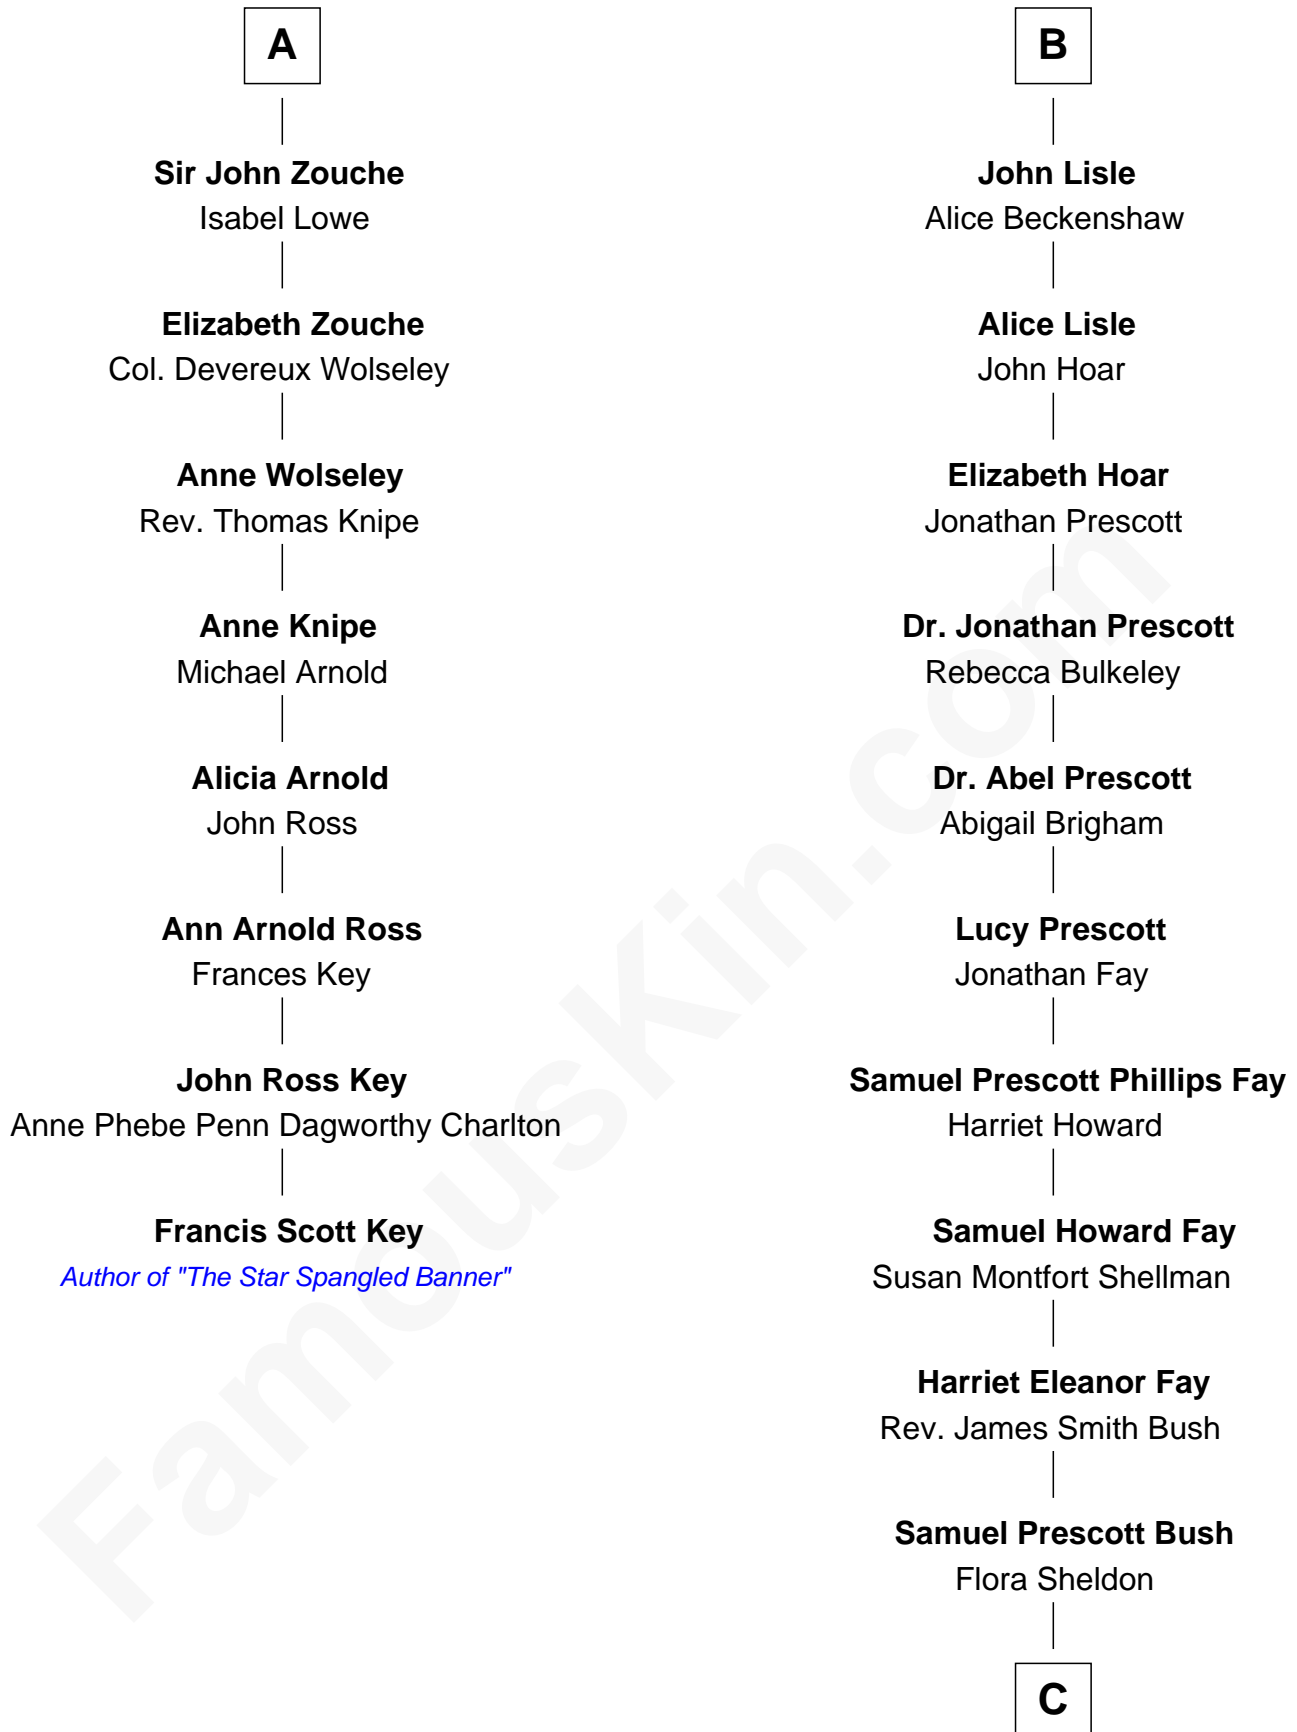 A
Sir John Zouche
Isabel Lowe
Elizabeth Zouche
Col. Devereux Wolseley
Anne Wolseley
Rev. Thomas Knipe
Anne Knipe
Michael Arnold
Alicia Arnold
John Ross
Ann Arnold Ross
Frances Key
John Ross Key
Anne Phebe Penn Dagworthy Charlton
Francis Scott Key
Author of "The Star Spangled Banner"
B
John Lisle
Alice Beckenshaw
Alice Lisle
John Hoar
Elizabeth Hoar
Jonathan Prescott
Dr. Jonathan Prescott
Rebecca Bulkeley
Dr. Abel Prescott
Abigail Brigham
Lucy Prescott
Jonathan Fay
Samuel Prescott Phillips Fay
Harriet Howard
Samuel Howard Fay
Susan Montfort Shellman
Harriet Eleanor Fay
Rev. James Smith Bush
Samuel Prescott Bush
Flora Sheldon
C
FamousKin.com